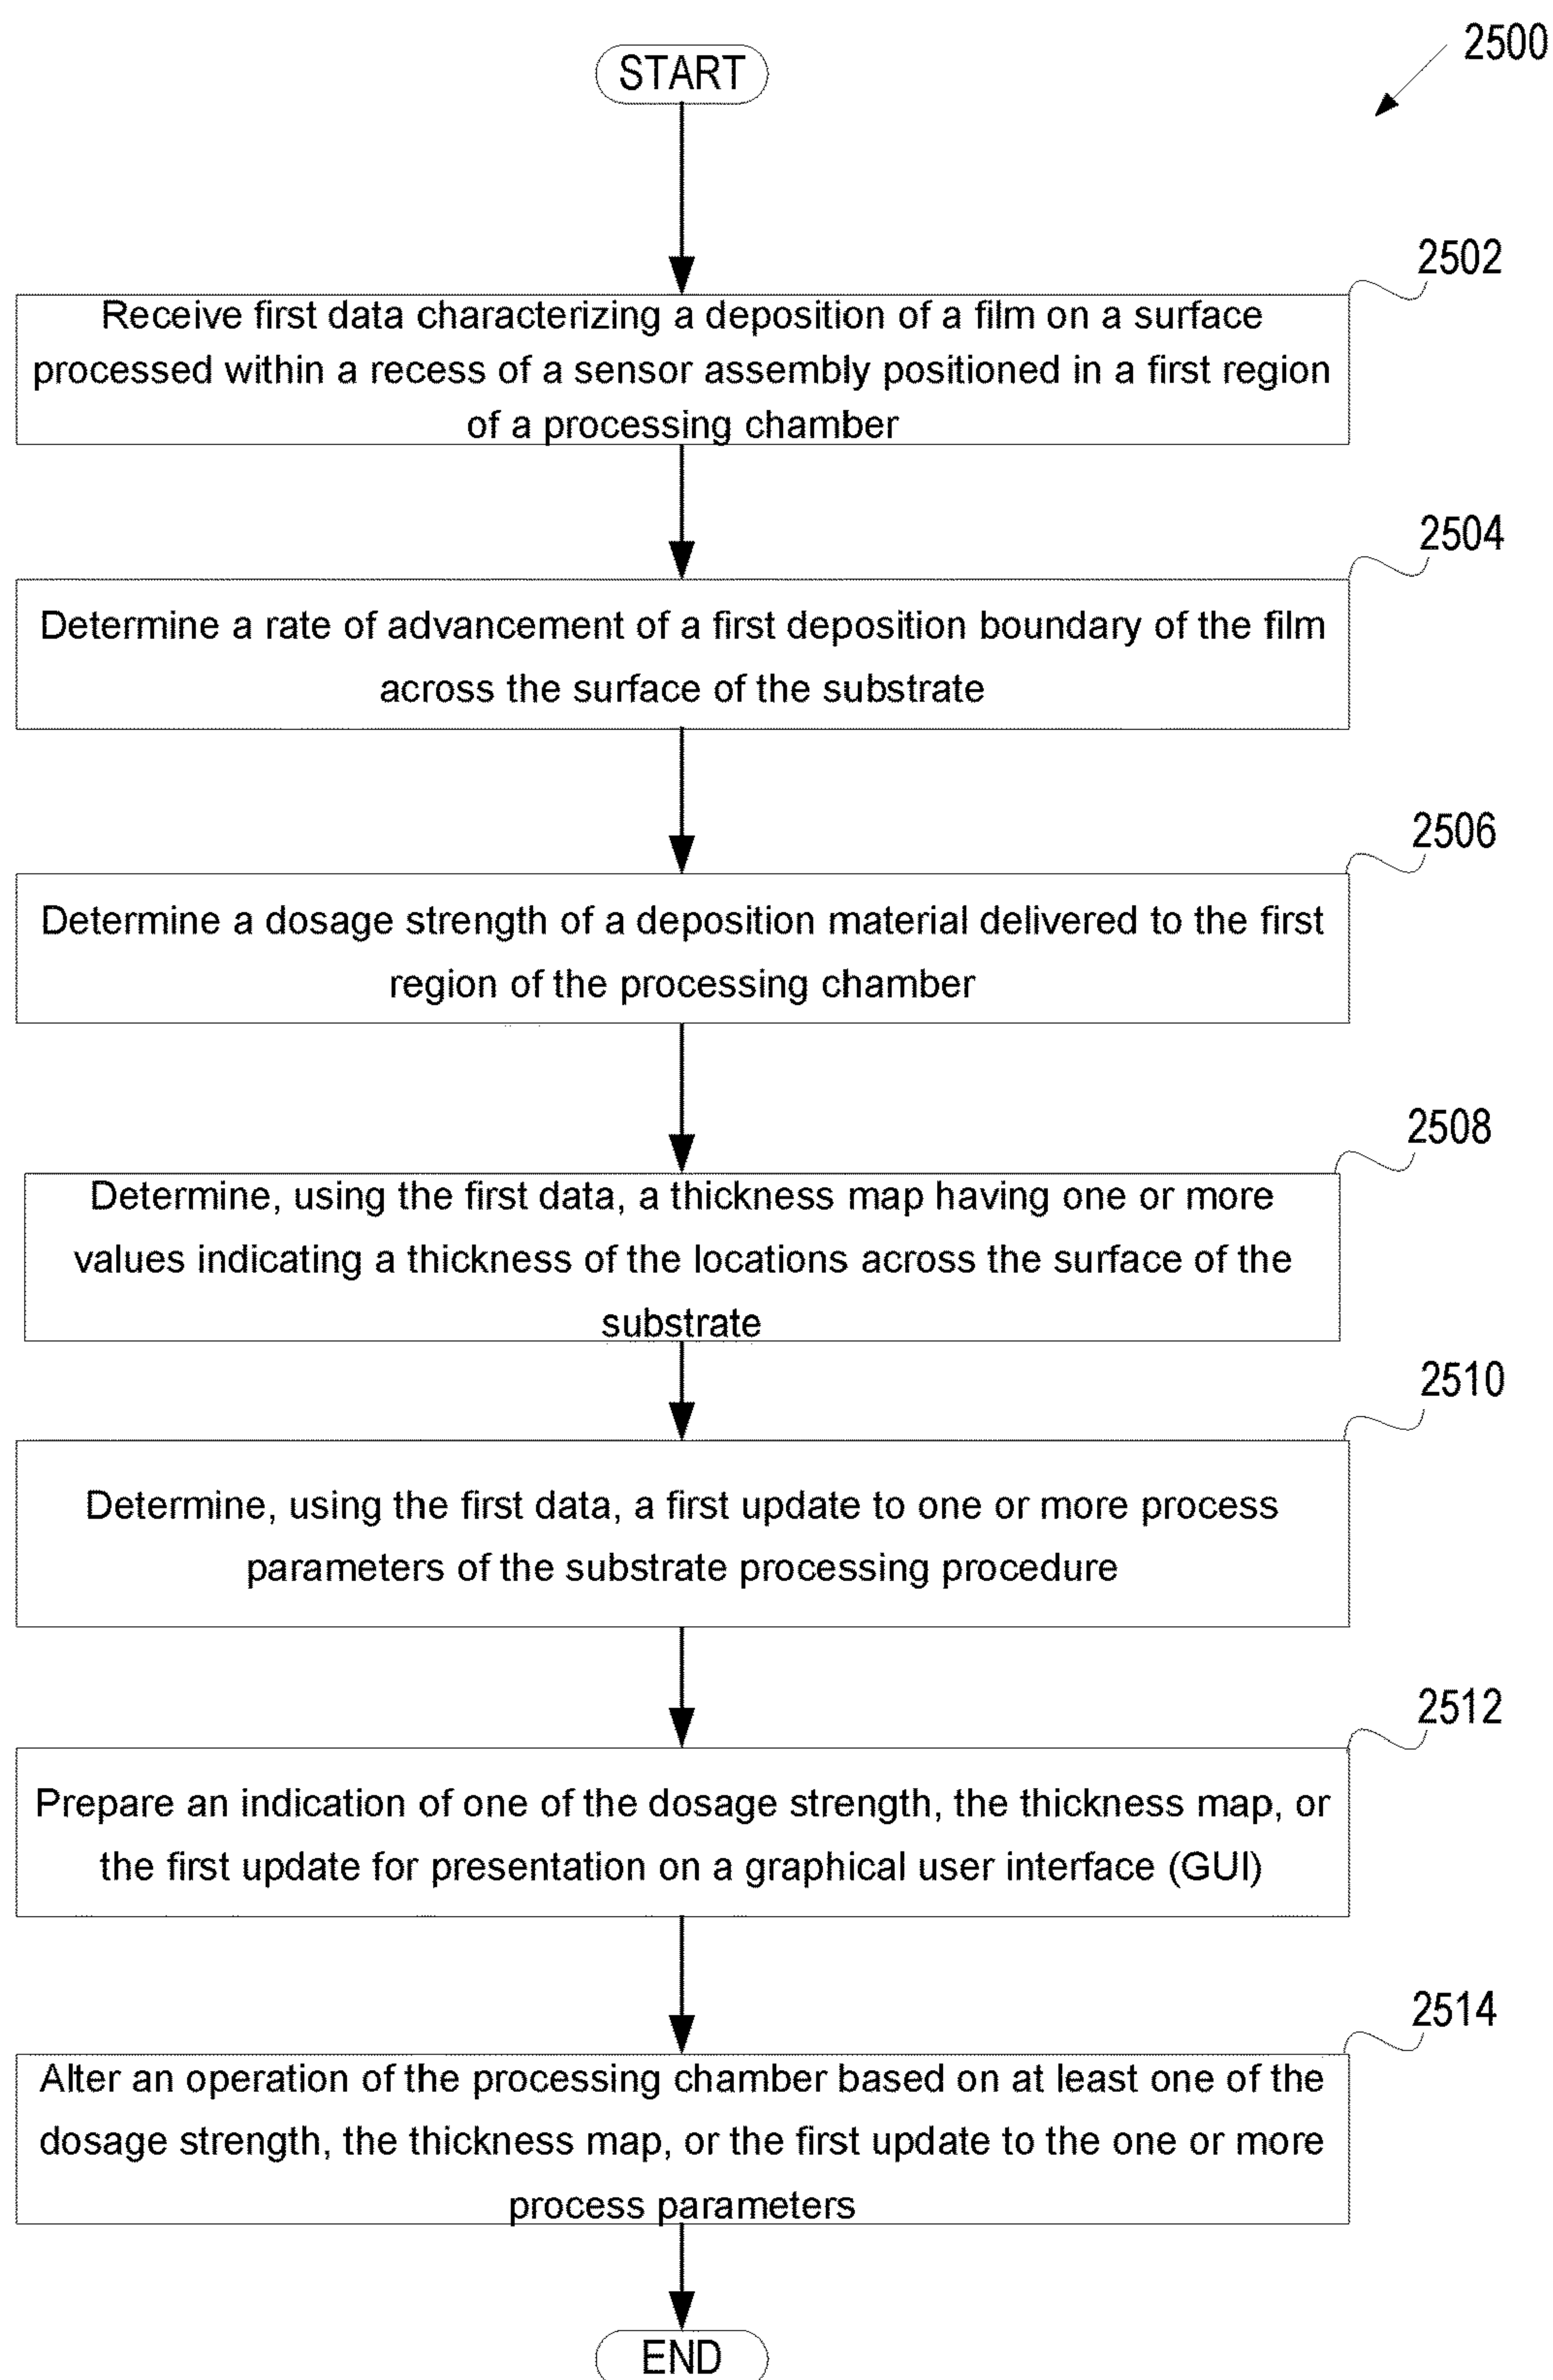 2500
START
2502
Receive first data characterizing a deposition of a film on a surface
processed within a recess of a sensor assembly positioned in a first region
of a processing chamber
2504
Determine a rate of advancement of a first deposition boundary of the film
across the surface of the substrate
2506
Determine a dosage strength of a deposition material delivered to the first
region of the processing chamber
2508
Determine, using the first data, a thickness map having one or more
values indicating a thickness of the locations across the surface of the
substrate
2510
Determine, using the first data, a first update to one or more process
parameters of the substrate processing procedure
2512
Prepare an indication of one of the dosage strength, the thickness map, or
the first update for presentation on a graphical user interface (GUI)
2514
Alter an operation of the processing chamber based on at least one of the
dosage strength, the thickness map, or the first update to the one or more
process parameters
END